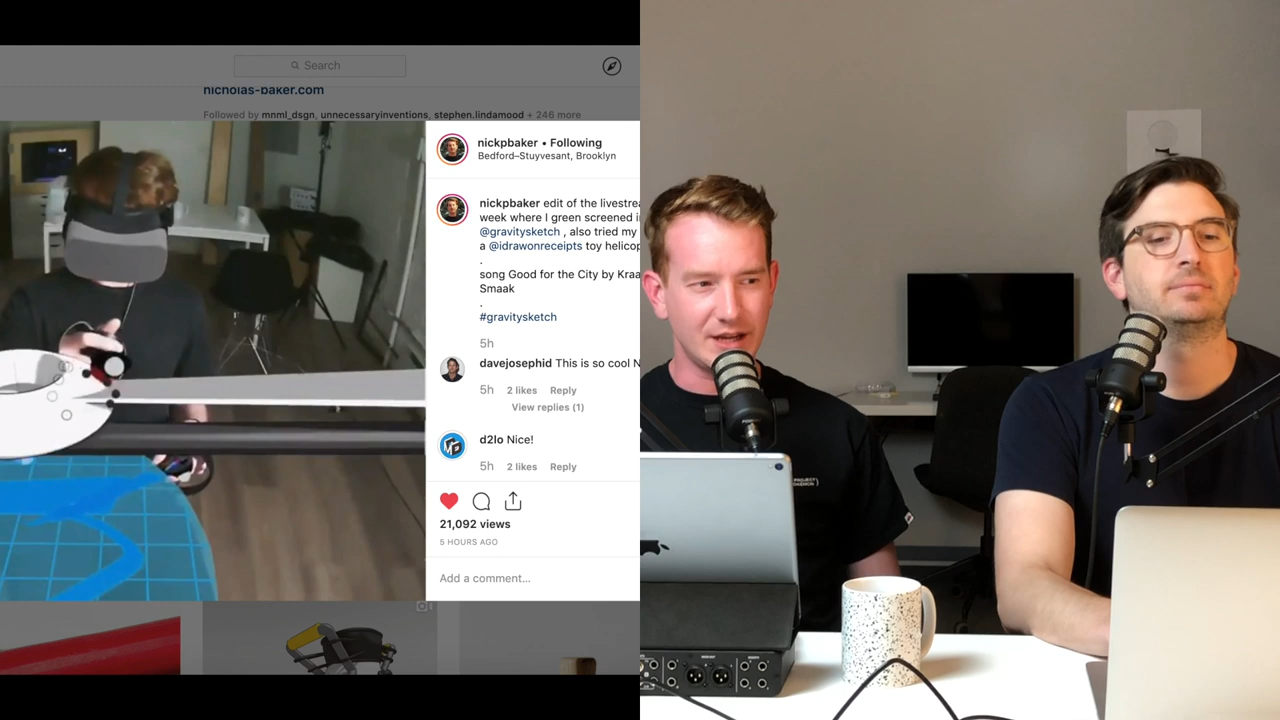 Search
nicholas-baker.com
Followed by mnml_dsgn, unnecessaryinventions, stephen.lindamood + 246 more
nickpbaker • Following
Bedford–Stuyvesant, Brooklyn
nickpbaker edit of the livestrea
week where I green screened i
@gravitysketch , also tried my
a @idrawonreceipts toy helicop
.
song Good for the City by Kraa
Smaak
.
#gravitysketch
5h
davejosephid This is so cool N
5h 2 likes Reply
View replies (1)
d2lo Nice!
5h 2 likes Reply
21,092 views
5 HOURS AGO
Add a comment...
PROJECT